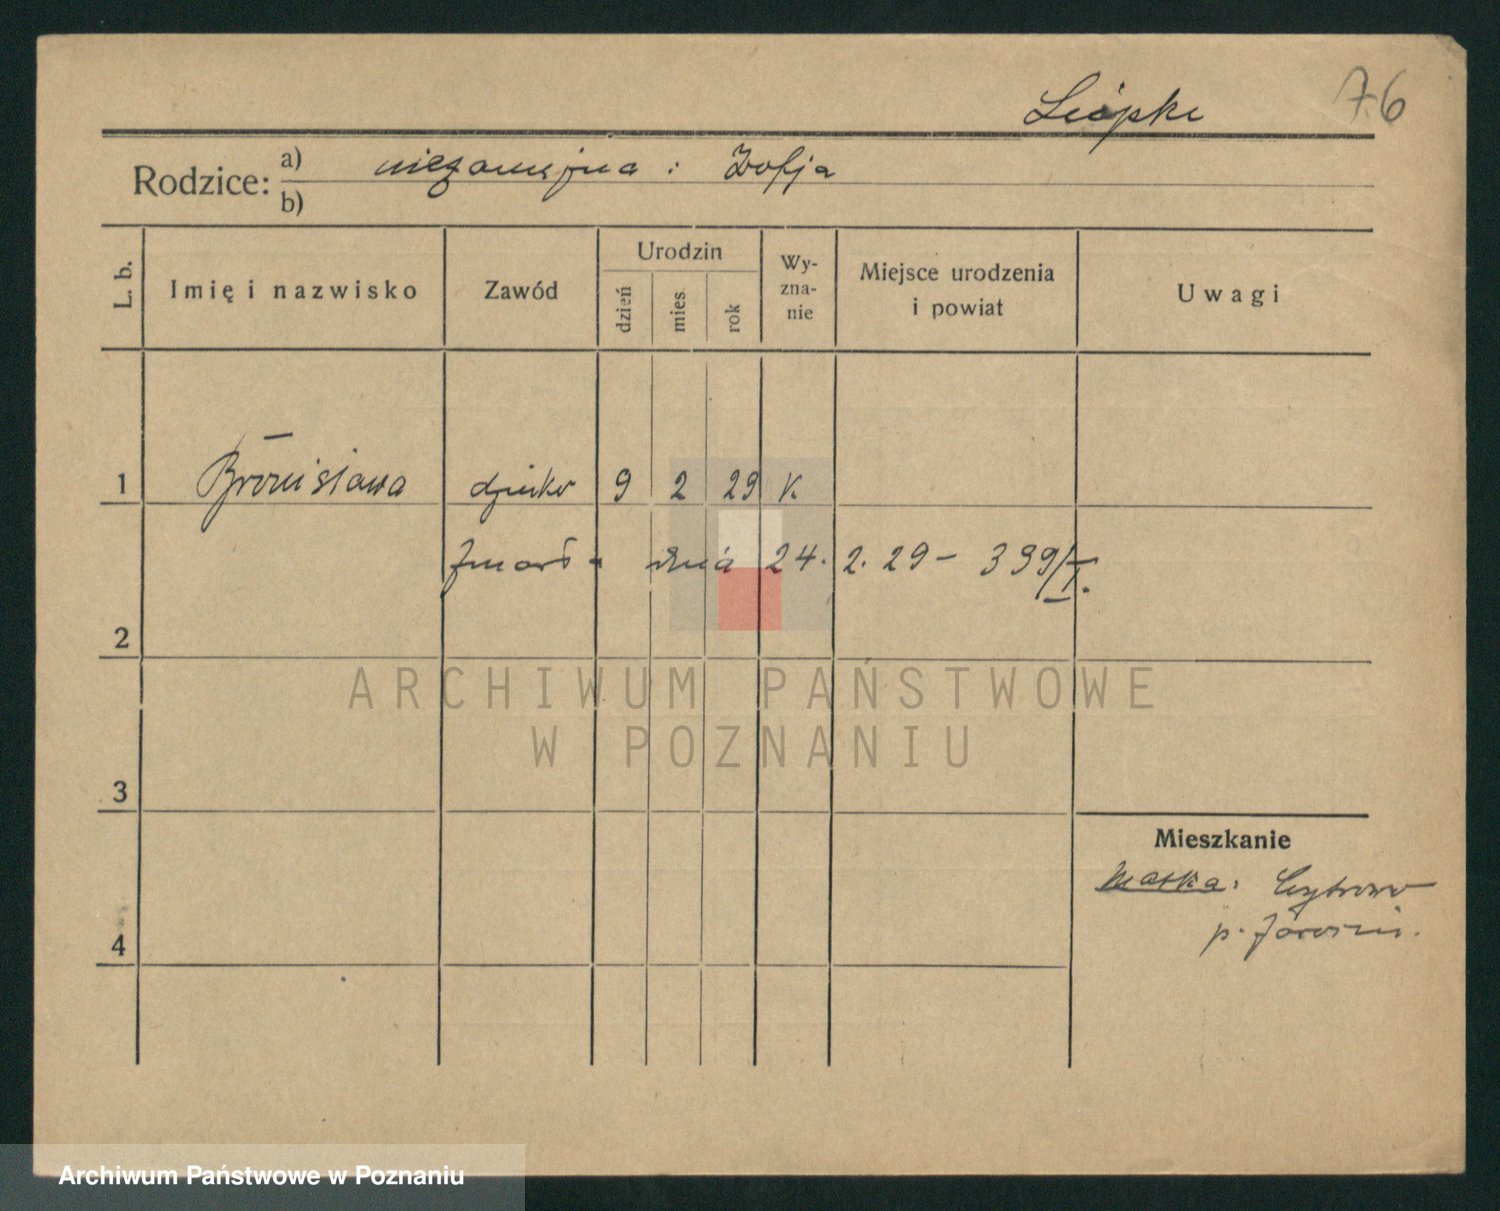 76
Rodzice: a) niezamężna : Zofja
b)
L. b. Imię i nazwisko Zawód Urodzin dzień mies. rok Wy-zna-nie Miejsce urodzenia i powiat Uwagi
1 Bronisława dziecko 9 2 29 k.
zmarła dnia 24. 2. 29 – 399/I.
2
ARCHIWUM PAŃSTWOWE
W POZNANIU
3
Mieszkanie
Matka:
4 p. Jarocin.
Archiwum Państwowe w Poznaniu